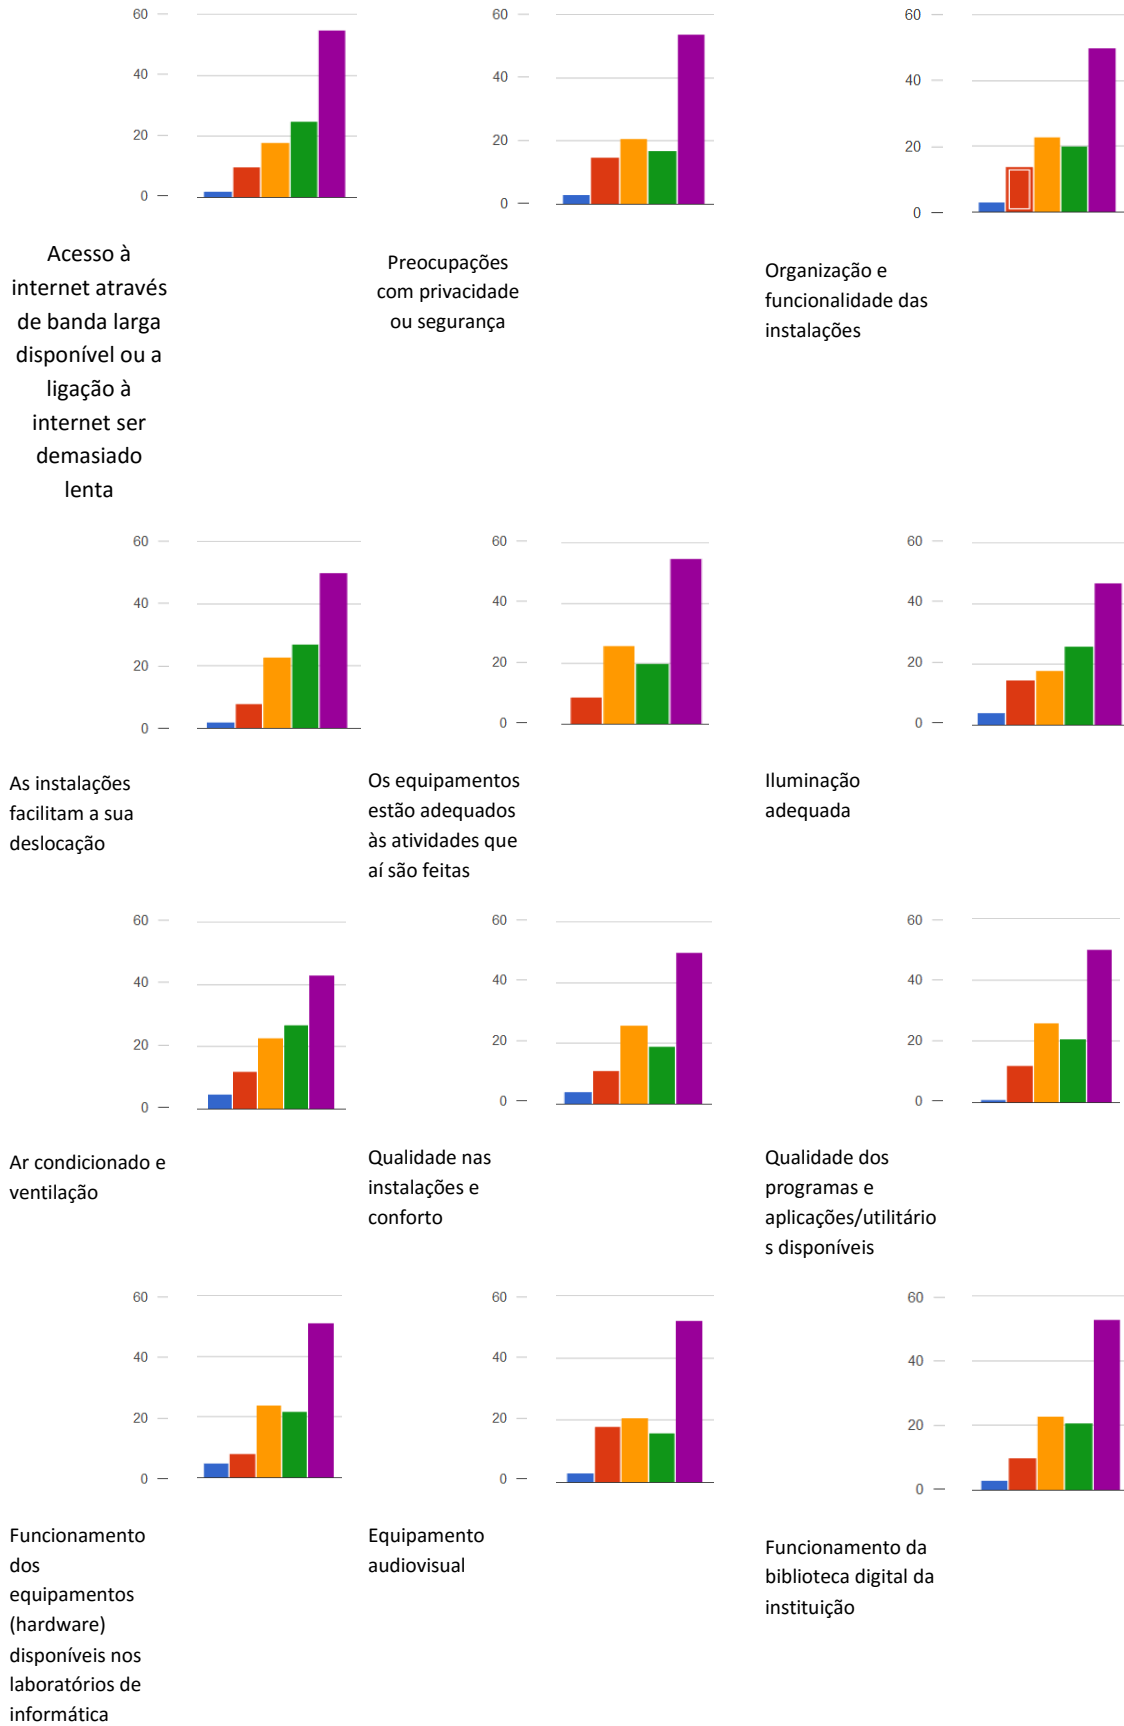 60
40
20
0
60
40
20
0
60
40
20
0
Acesso à
internet através
de banda larga
disponível ou a
ligação à
internet ser
demasiado
lenta
Preocupações
com privacidade
ou segurança
Organização e
funcionalidade das
instalações
60
40
20
0
60
40
20
0
60
40
20
0
As instalações
facilitam a sua
deslocação
Os equipamentos
estão adequados
às atividades que
aí são feitas
Iluminação
adequada
60
40
20
0
60
40
20
0
60
40
20
0
Ar condicionado e
ventilação
Qualidade nas
instalações e
conforto
Qualidade dos
programas e
aplicações/utilitário
s disponíveis
60
40
20
0
60
40
20
0
60
40
20
0
Funcionamento
dos
equipamentos
(hardware)
disponíveis nos
laboratórios de
informática
Equipamento
audiovisual
Funcionamento da
biblioteca digital da
instituição